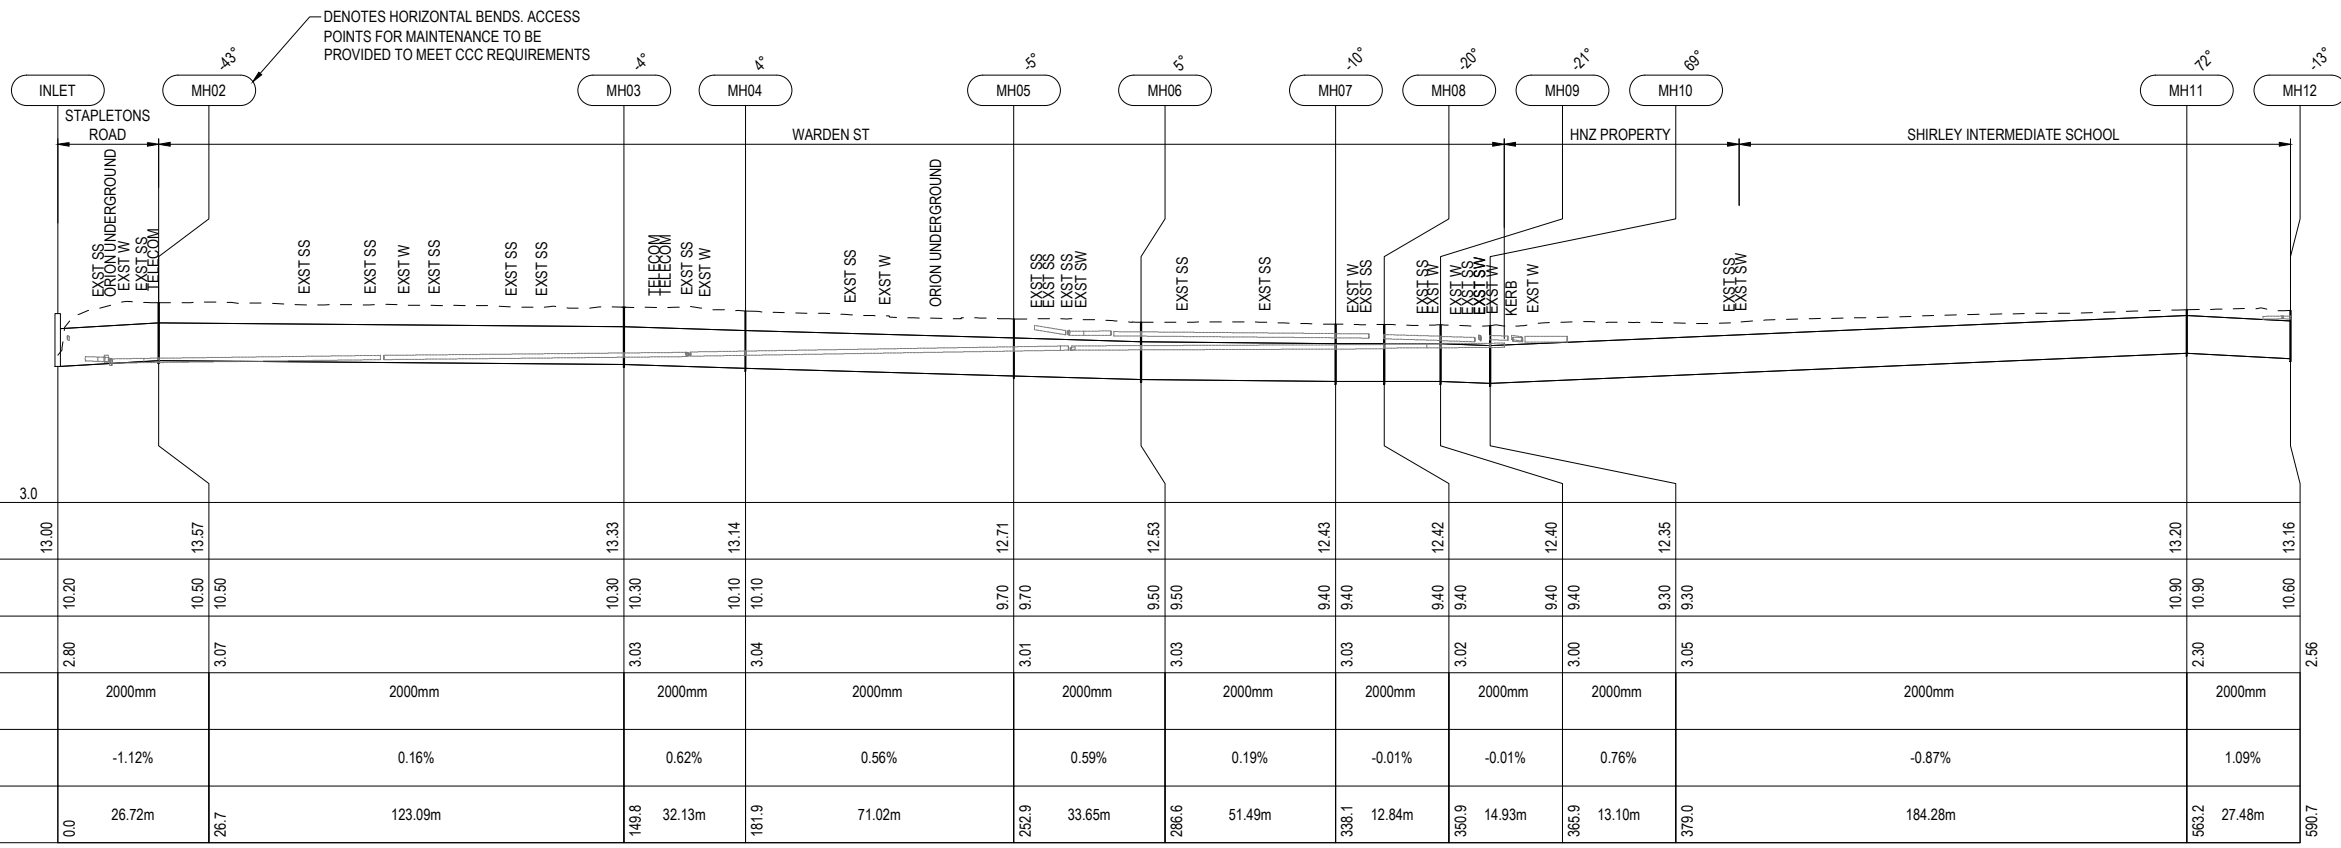 DENOTES HORIZONTAL BENDS. ACCESS
POINTS FOR MAINTENANCE TO BE
PROVIDED TO MEET CCC REQUIREMENTS
-43° -4° 4° -5° 5° -10° -20° -21° 69° 72° -13°
INLET MH02 MH03 MH04 MH05 MH06 MH07 MH08 MH09 MH10 MH11 MH12
STAPLETONS
ROAD
WARDEN ST
HNZ PROPERTY
SHIRLEY INTERMEDIATE SCHOOL
EXST SS
ORION UNDERGROUND
EXST W
EXST SS
TELECOM
EXST SS
EXST SS
EXST W
EXST SS
EXST SS
EXST SS
TELECOM
TELECOM
EXST SS
EXST W
EXST SS
EXST W
ORION UNDERGROUND
EXST SS
EXST SS
EXST SS
EXST SW
EXST SS
EXST SS
EXST W
EXST SS
EXST SS
EXST W
EXST W
EXST SS
EXST SW
EXST W
KERB
EXST W
EXST SS
EXST SW
3.0
13.00 13.57 13.33 13.14 12.71 12.53 12.43 12.42 12.40 12.35 13.20 13.16
10.20 10.50 10.50 10.30 10.30 10.10 10.10 9.70 9.70 9.50 9.50 9.40 9.40 9.40 9.40 9.40 9.40 9.30 9.30 10.90 10.90 10.60
2.80 3.07 3.03 3.04 3.01 3.03 3.03 3.02 3.00 3.05 2.30 2.56
2000mm 2000mm 2000mm 2000mm 2000mm 2000mm 2000mm 2000mm 2000mm 2000mm 2000mm
-1.12% 0.16% 0.62% 0.56% 0.59% 0.19% -0.01% -0.01% 0.76% -0.87% 1.09%
0.0 26.72m 26.7 123.09m 149.8 32.13m 181.9 71.02m 252.9 33.65m 286.6 51.49m 338.1 12.84m 350.9 14.93m 365.9 13.10m 379.0 184.28m 563.2 27.48m 590.7